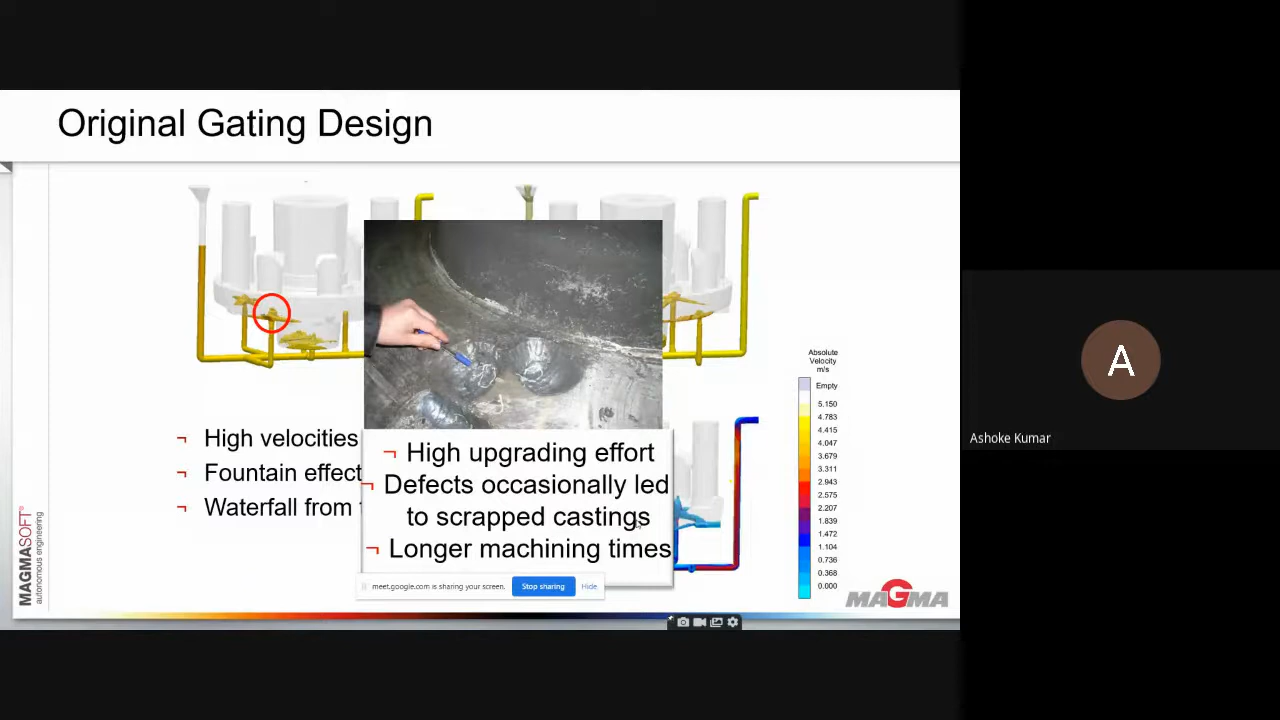 Original Gating Design
High velocities
Fountain effect
Waterfall from
High upgrading effort
Defects occasionally led
to scrapped castings
Longer machining times
Absolute
Velocity
m/s
Empty
5.150
4.783
4.415
4.047
3.679
3.311
2.943
2.575
2.207
1.839
1.472
1.104
0.736
0.368
0.000
MAGMASOFT®
autonomous engineering
MAGMA
meet.google.com is sharing your screen.
Stop sharing
Hide
A
Ashoke Kumar